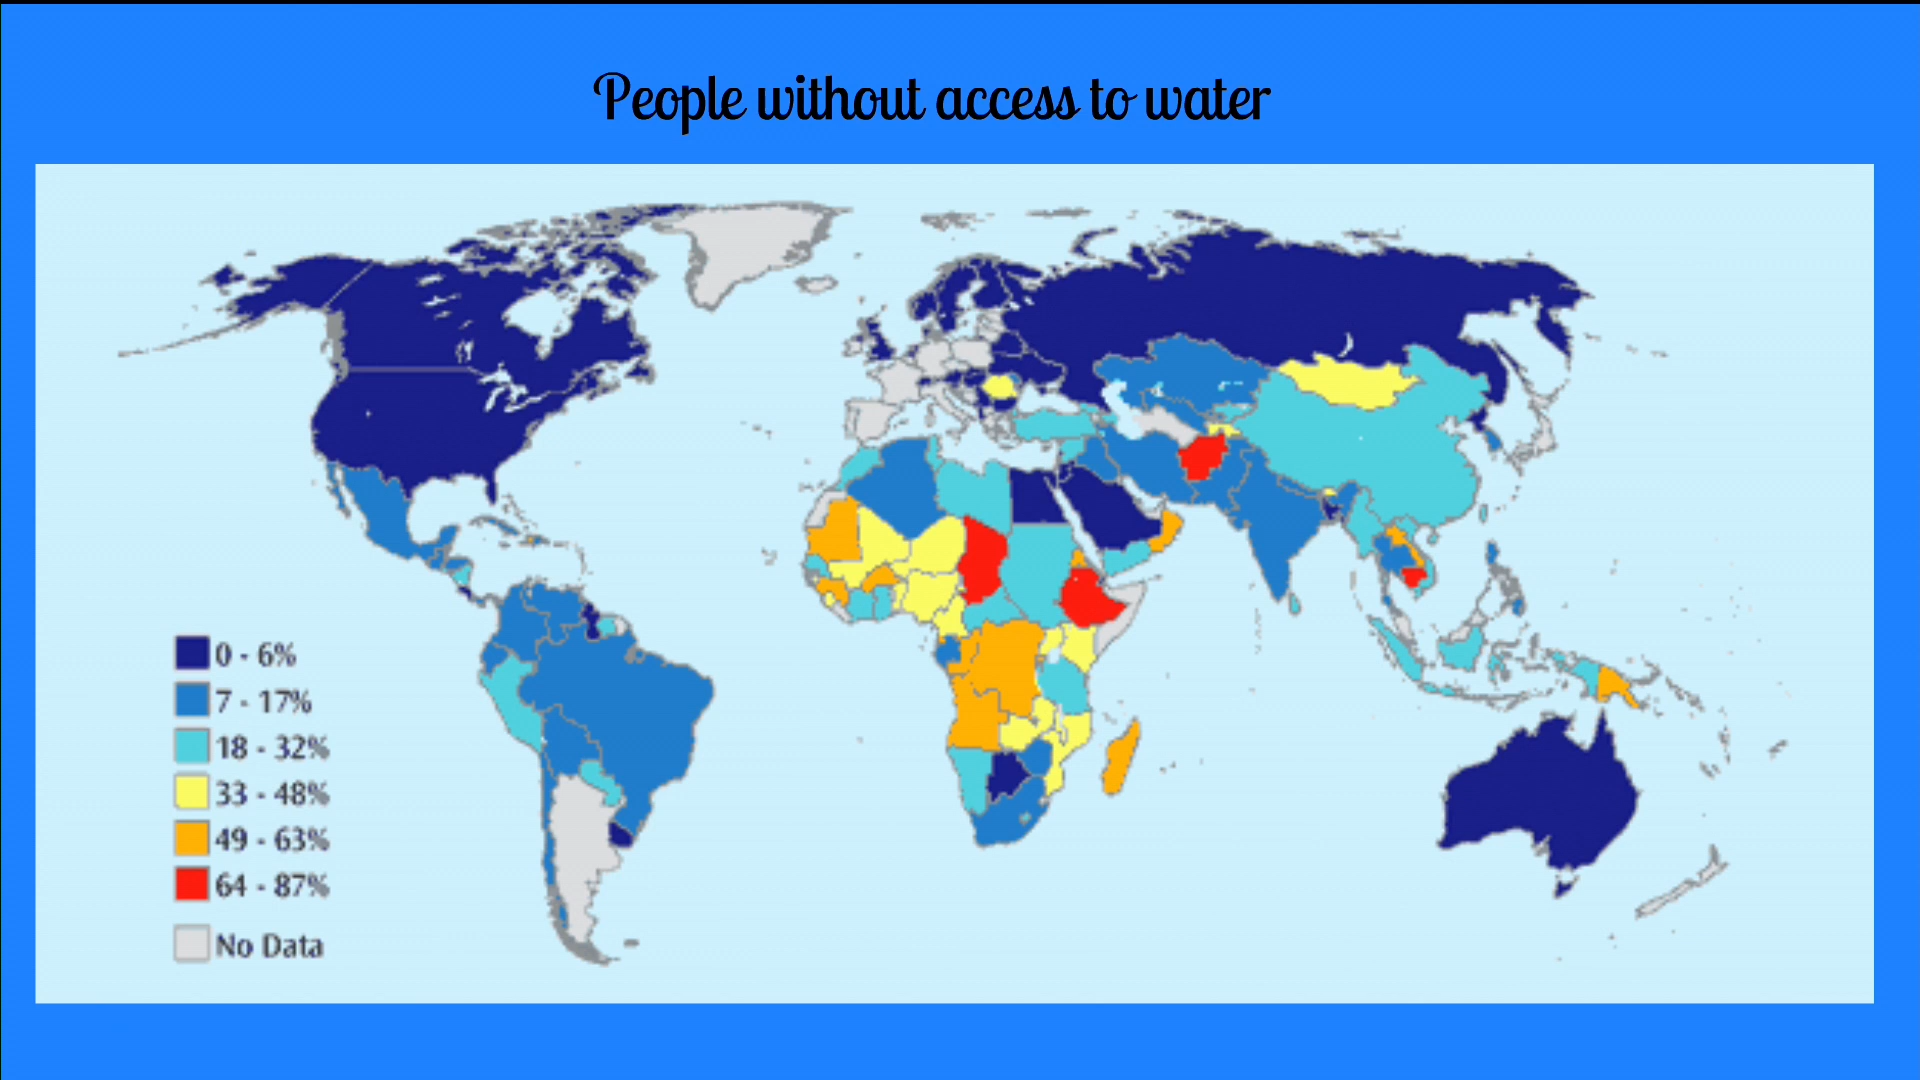 People without access to water
0 - 6%
7 - 17%
18 - 32%
33 - 48%
49 - 63%
64 - 87%
No Data